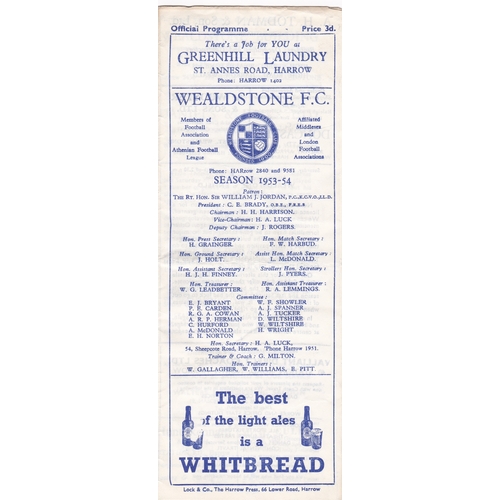 Official Programme - - Price 3d.
There's a Job for YOU at
GREENHILL LAUNDRY
ST. ANNES ROAD, HARROW
Phone: HARROW 1402
WEALDSTONE F.C.
Members of
Football
Association
and
Athenian Football
League
Affiliated
Middlesex
and
London
Football
Associations
Phone: HARrow 2840 and 9581
SEASON 1953-54
Patron:
THE RT. HON. SIR WILLIAM J. JORDAN, P.C., K.C.V.O., LL.D.
President: C. E. BRADY, O.B.E., F.R.S.E.
Chairman: H. H. HARRISON.
Vice-Chairman: H. A. LUCK
Deputy Chairman: J. ROGERS.
Hon. Press Secretary:
H. GRAINGER.
Hon. Match Secretary:
F. W. HARBUD.
Hon. Ground Secretary:
J. HOLT.
Assist Hon. Match Secretary:
L. McDONALD.
Hon. Assistant Secretary:
H. J. H. FINNEY.
Strollers Hon. Secretary:
J. PYERS.
Hon. Treasurer:
W. G. LEADBETTER.
Hon. Assistant Treasurer:
R. A. LEMMINGS.
Committee:
E. J. BRYANT
P. F. CARDEN
R. G. A. COWAN
A. R. P. HERMAN
C. HURFORD
A. McDONALD
E. H. NORTON
W. F. SHOWLER
A. J. SPANNER
A. J. TUCKER
D. WILTSHIRE
W. WILTSHIRE
H. WRIGHT
Hon. Secretary: H. A. LUCK,
54, Sheepcote Road, Harrow. 'Phone Harrow 1951.
Trainer & Coach: G. MILTON.
Hon. Trainers:
W. GALLAGHER, W. WILLIAMS, B. PITT.
The best
of the light ales
is a
WHITBREAD
Lock & Co., The Harrow Press, 66 Lower Road, Harrow